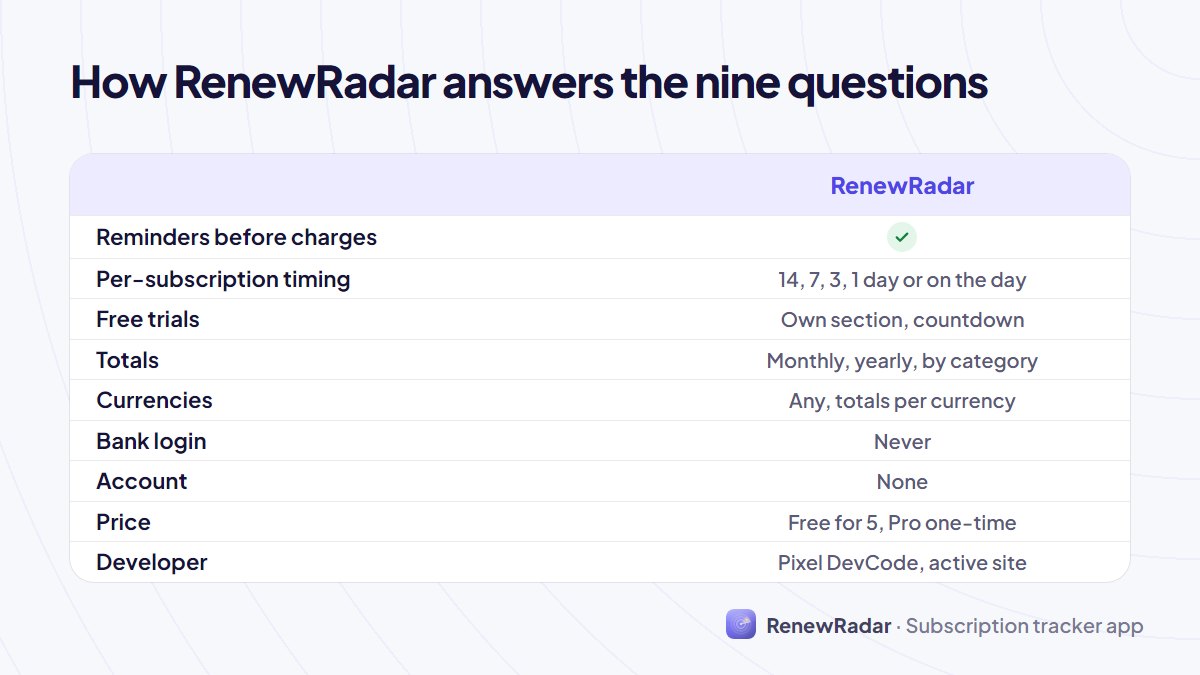 How RenewRadar answers the nine questions
RenewRadar
Reminders before charges
Per-subscription timing 14, 7, 3, 1 day or on the day
Free trials Own section, countdown
Totals Monthly, yearly, by category
Currencies Any, totals per currency
Bank login Never
Account None
Price Free for 5, Pro one-time
Developer Pixel DevCode, active site
RenewRadar · Subscription tracker app